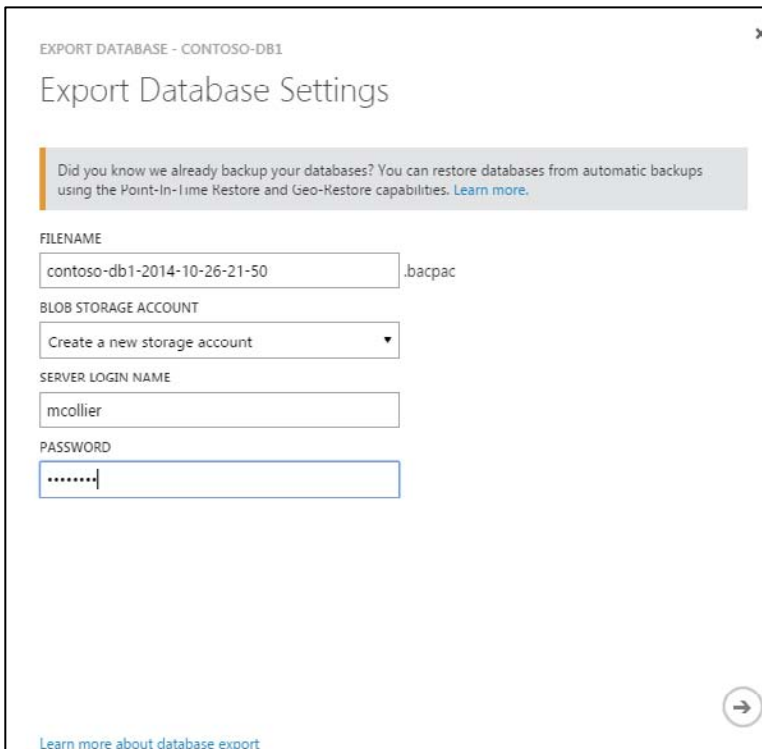 EXPORT DATABASE - CONTOSO-DB1
Export Database Settings
Did you know we already backup your databases? You can restore databases from automatic backups
using the Point-In-Time Restore and Geo-Restore capabilities. Learn more.
FILENAME
contoso-db1-2014-10-26-21-50 .bacpac
BLOB STORAGE ACCOUNT
Create a new storage account
SERVER LOGIN NAME
mcollier
PASSWORD
••••••••
Learn more about database export